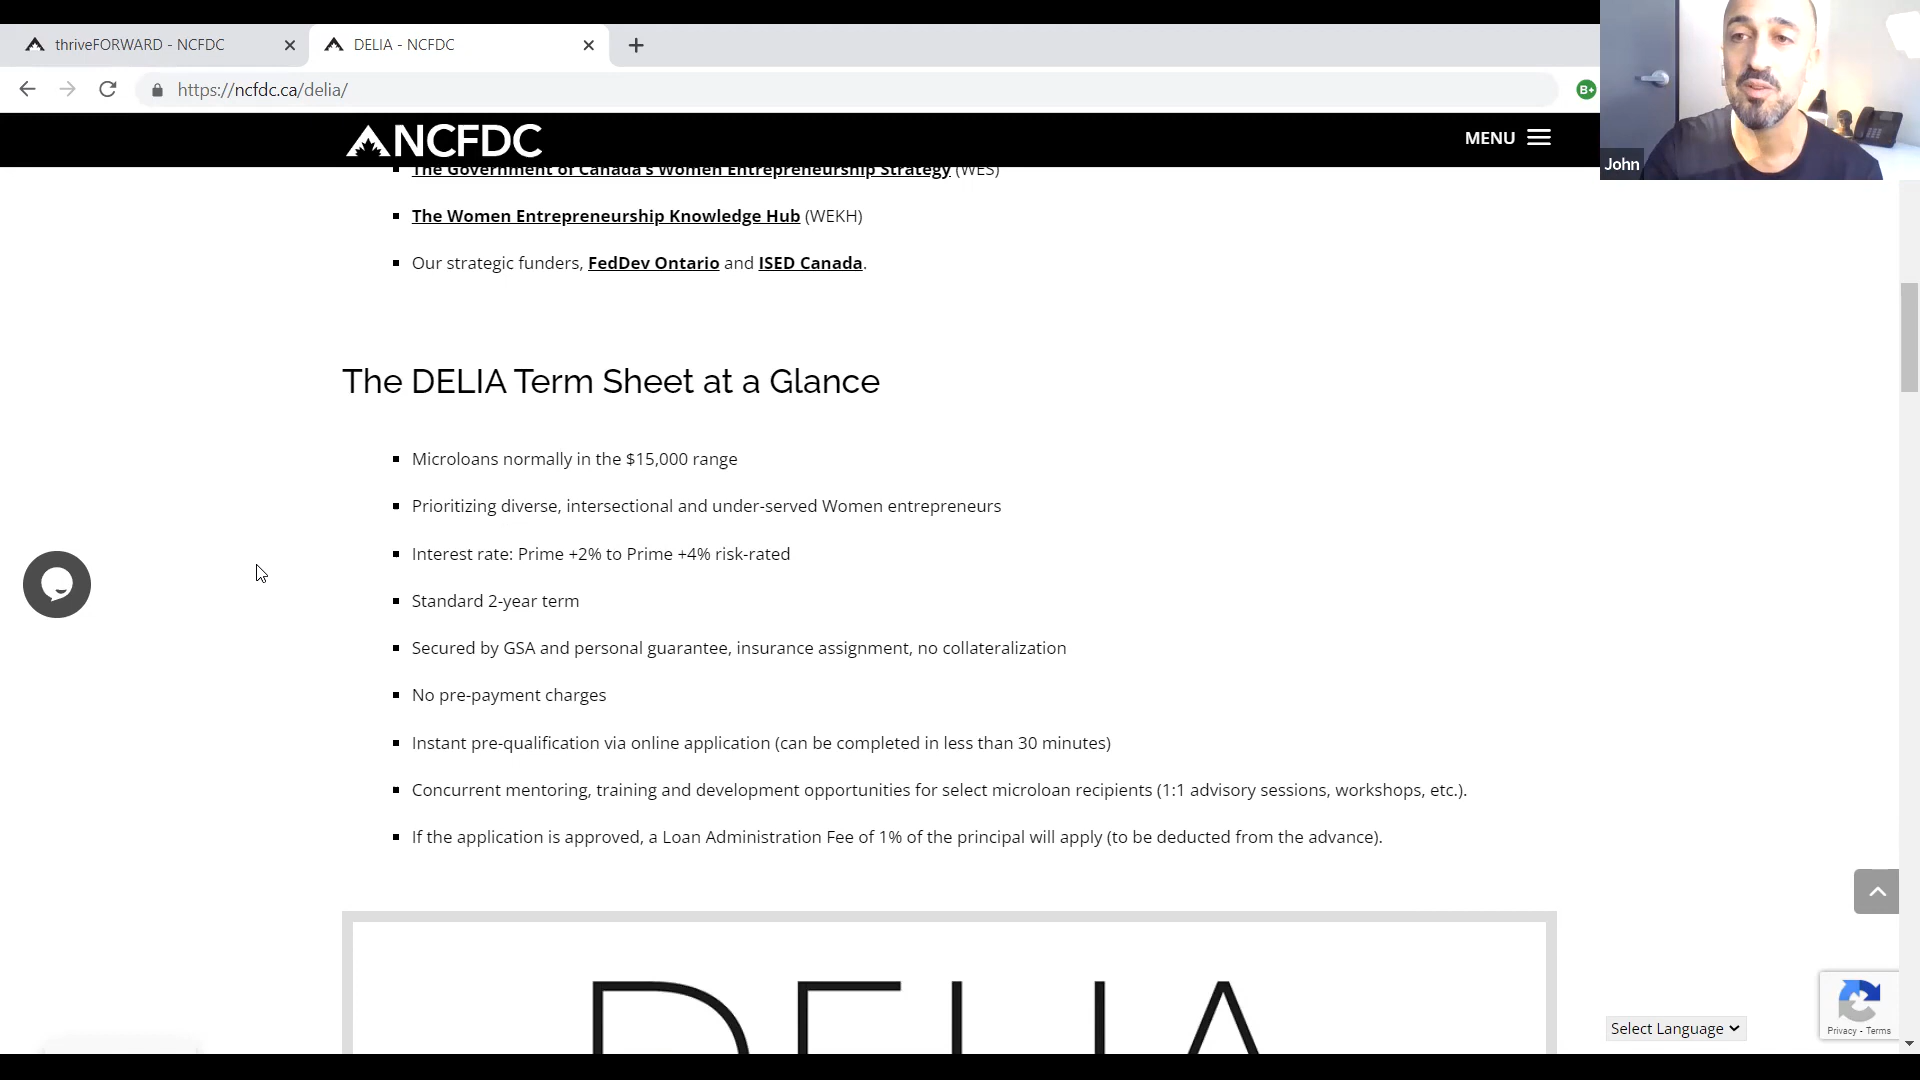 thriveFORWARD - NCFDC
DELIA - NCFDC
https://ncfdc.ca/delia/
B+
NCFDC
MENU
John
The Government of Canada's Women Entrepreneurship Strategy (WES)
The Women Entrepreneurship Knowledge Hub (WEKH)
Our strategic funders, FedDev Ontario and ISED Canada.
The DELIA Term Sheet at a Glance
Microloans normally in the $15,000 range
Prioritizing diverse, intersectional and under-served Women entrepreneurs
Interest rate: Prime +2% to Prime +4% risk-rated
Standard 2-year term
Secured by GSA and personal guarantee, insurance assignment, no collateralization
No pre-payment charges
Instant pre-qualification via online application (can be completed in less than 30 minutes)
Concurrent mentoring, training and development opportunities for select microloan recipients (1:1 advisory sessions, workshops, etc.).
If the application is approved, a Loan Administration Fee of 1% of the principal will apply (to be deducted from the advance).
DELIA
Select Language
Privacy - Terms